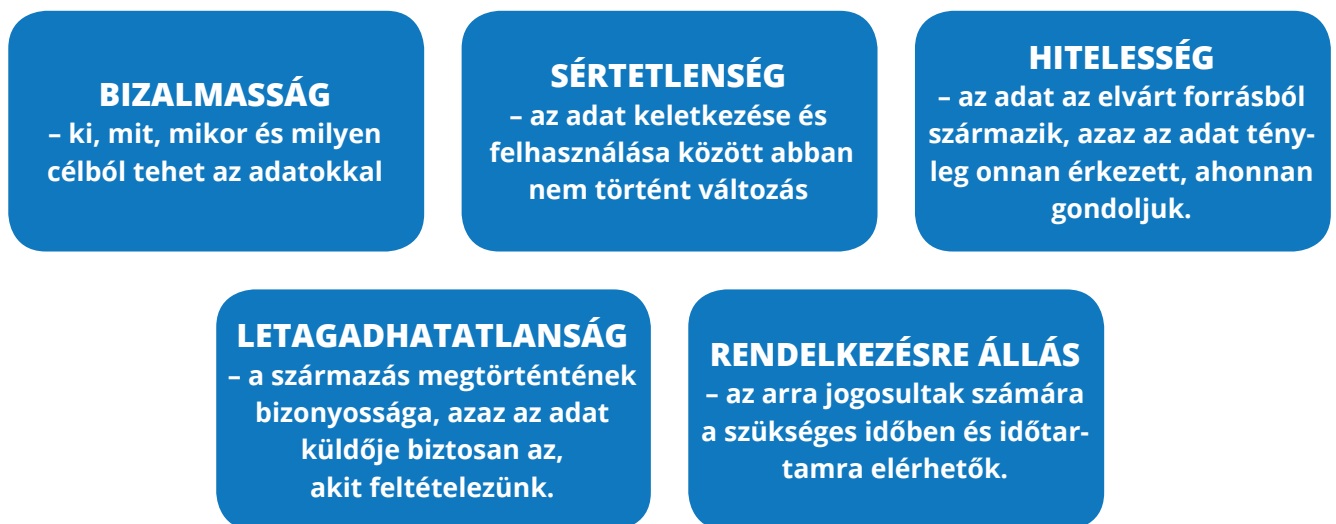 BIZALMASSÁG
– ki, mit, mikor és milyen
célból tehet az adatokkal
SÉRTETLENSÉG
– az adat keletkezése és
felhasználása között abban
nem történt változás
HITELESSÉG
– az adat az elvárt forrásból
származik, azaz az adat tény-
leg onnan érkezett, ahonnan
gondoljuk.
LETAGADHATATLANSÁG
– a származás megtörténtének
bizonyossága, azaz az adat
küldője biztosan az,
akit feltételezünk.
RENDELKEZÉSRE ÁLLÁS
– az arra jogosultak számára
a szükséges időben és időtar-
tamra elérhetők.